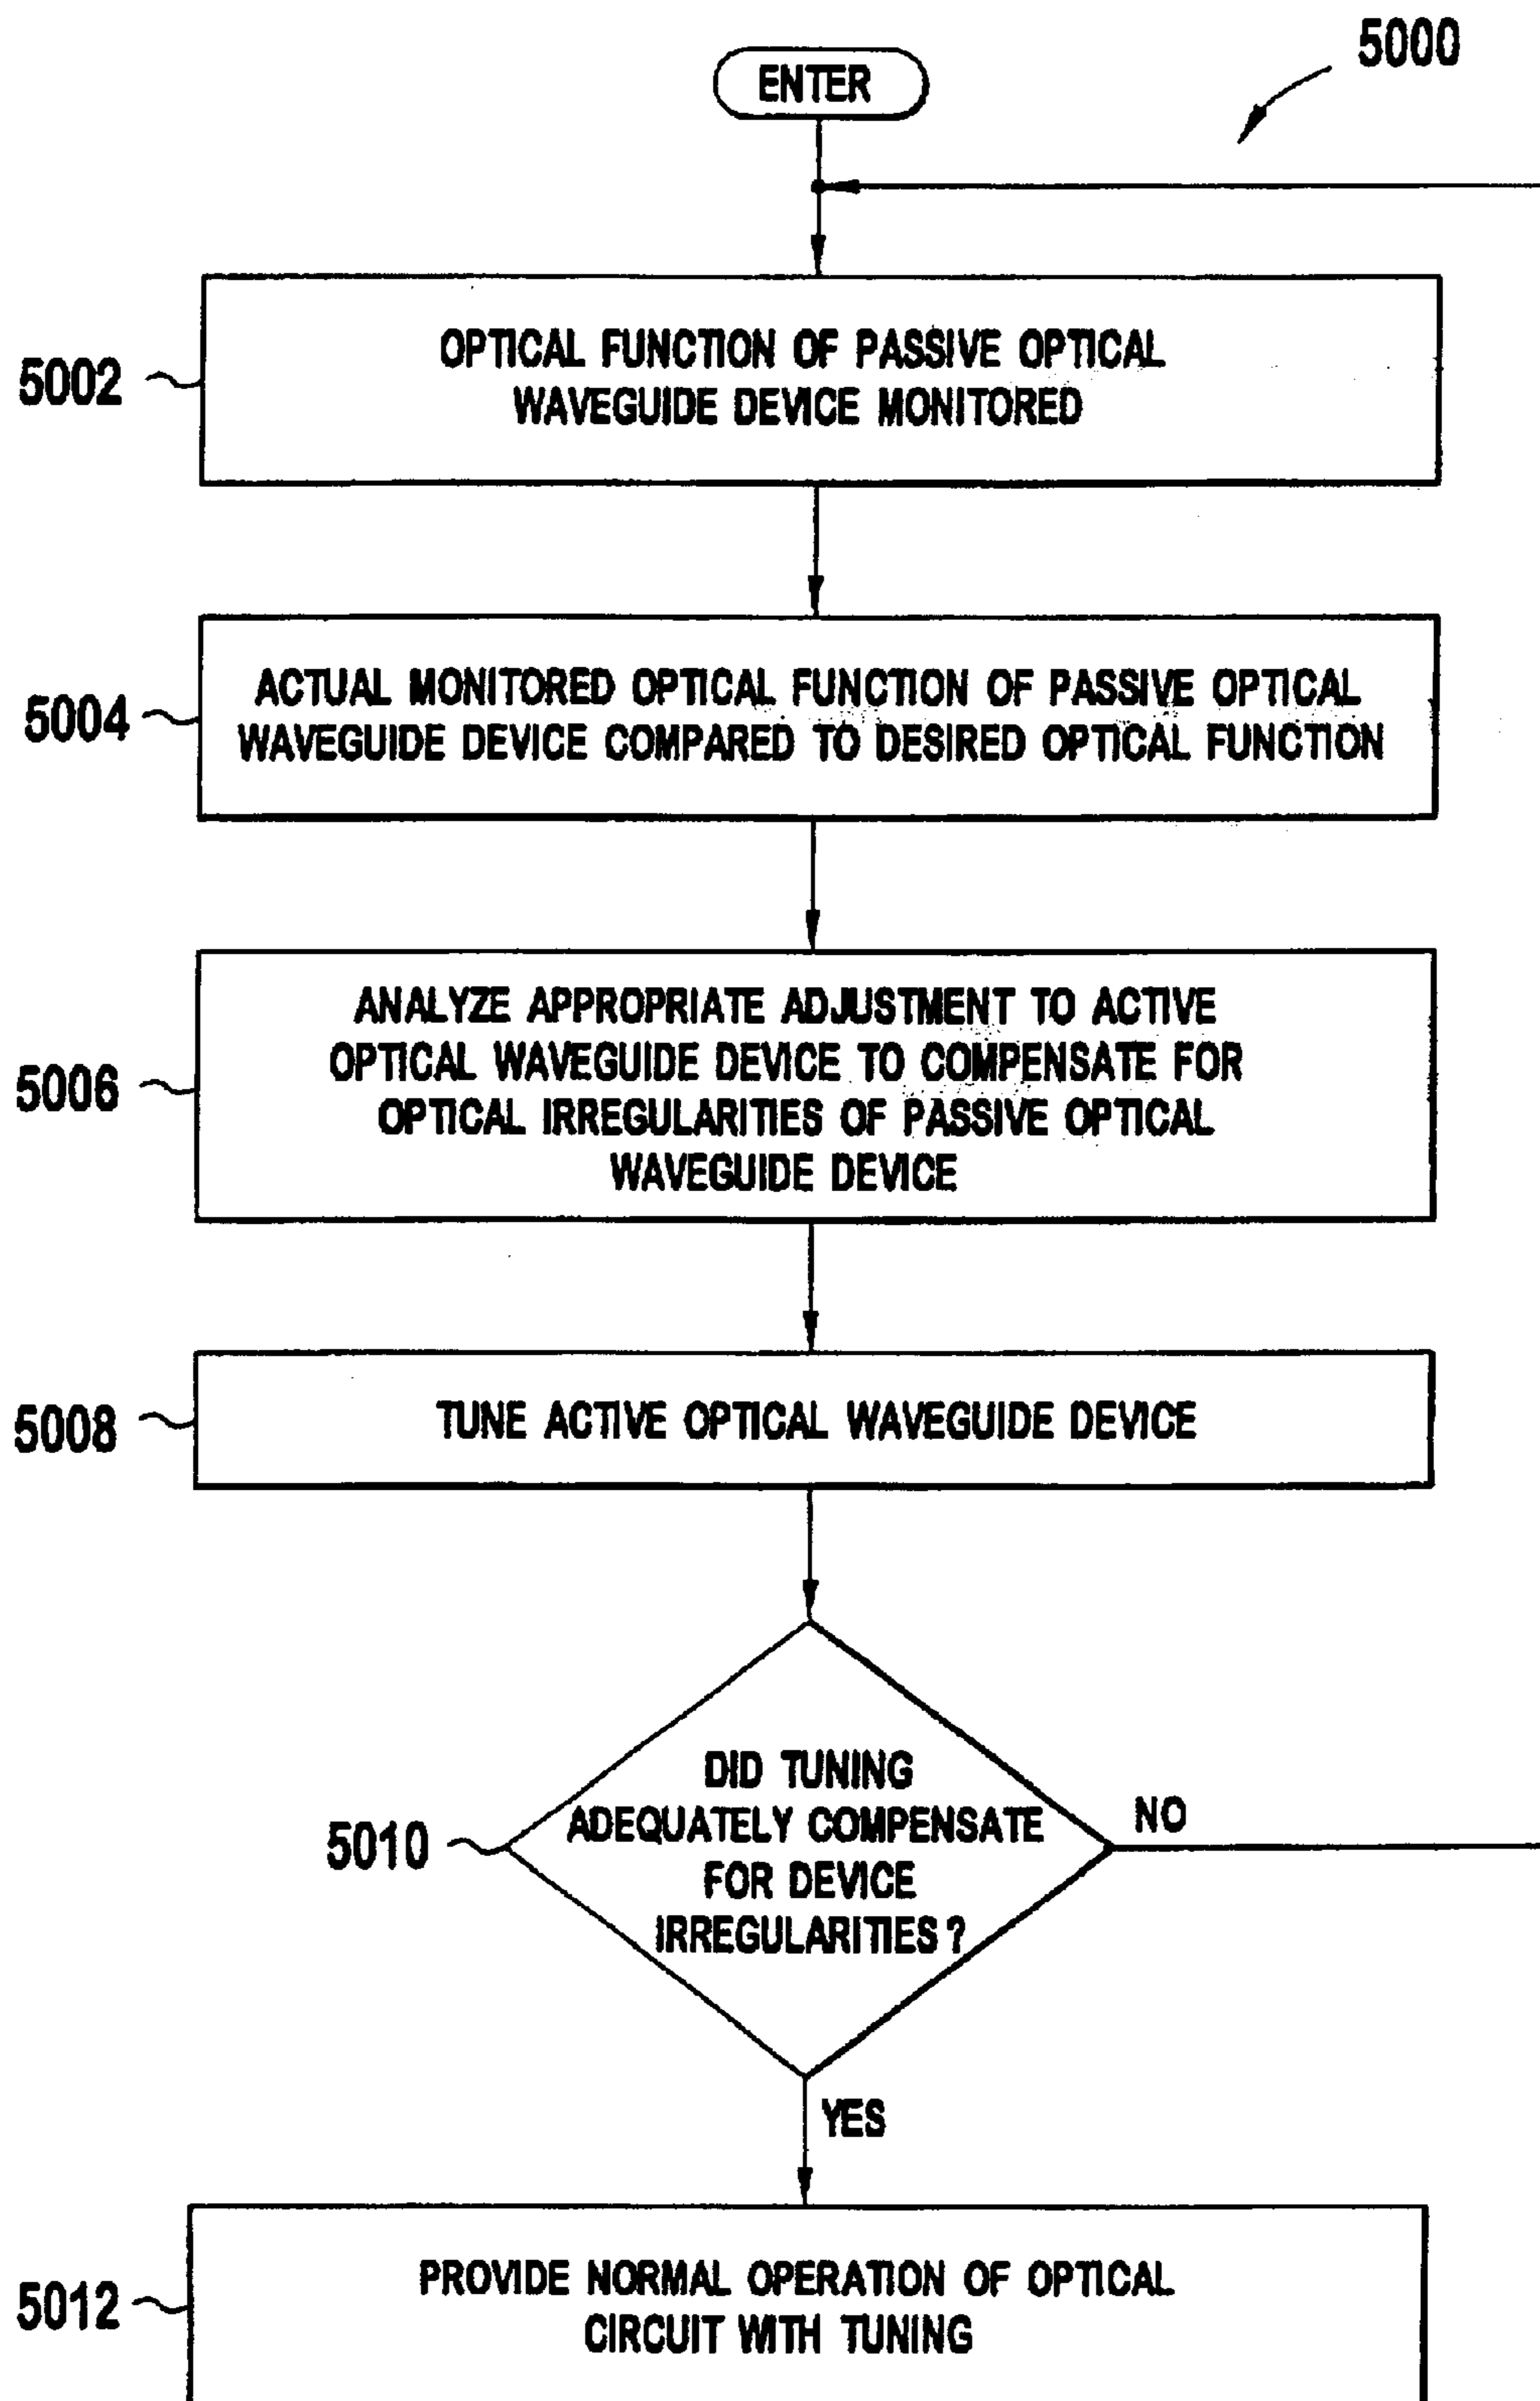 5000
ENTER
5002
OPTICAL FUNCTION OF PASSIVE OPTICAL
WAVEGUIDE DEVICE MONITORED
5004
ACTUAL MONITORED OPTICAL FUNCTION OF PASSIVE OPTICAL
WAVEGUIDE DEVICE COMPARED TO DESIRED OPTICAL FUNCTION
5006
ANALYZE APPROPRIATE ADJUSTMENT TO ACTIVE
OPTICAL WAVEGUIDE DEVICE TO COMPENSATE FOR
OPTICAL IRREGULARITIES OF PASSIVE OPTICAL
WAVEGUIDE DEVICE
5008
TUNE ACTIVE OPTICAL WAVEGUIDE DEVICE
5010
DID TUNING
ADEQUATELY COMPENSATE
FOR DEVICE
IRREGULARITIES?
NO
YES
5012
PROVIDE NORMAL OPERATION OF OPTICAL
CIRCUIT WITH TUNING